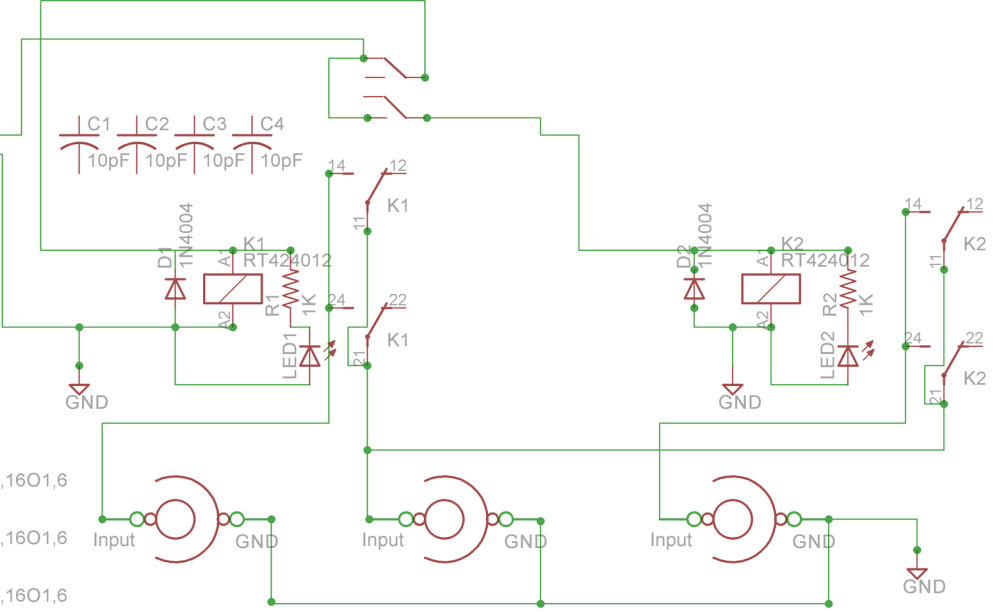 C1
C2
C3
C4
10pF
10pF
10pF
10pF
14
12
K1
11
14
12
K2
11
D1
1N4004
A1
K1
RT424012
A2
R1
1K
LED1
D2
1N4004
A1
K2
RT424012
A2
R2
1K
LED2
24
22
K1
21
24
22
K2
21
GND
GND
,16O1,6
,16O1,6
,16O1,6
Input
GND
Input
GND
Input
GND
GND